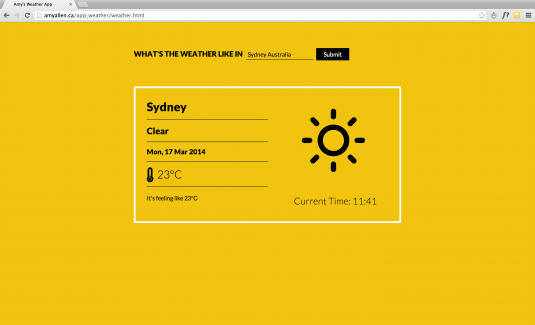 Amy's Weather App
amyallen.ca/app_weather/weather.html
WHAT'S THE WEATHER LIKE IN Sydney Australia Submit
Sydney
Clear
Mon, 17 Mar 2014
23°C
It's feeling like 23°C
Current Time: 11:41